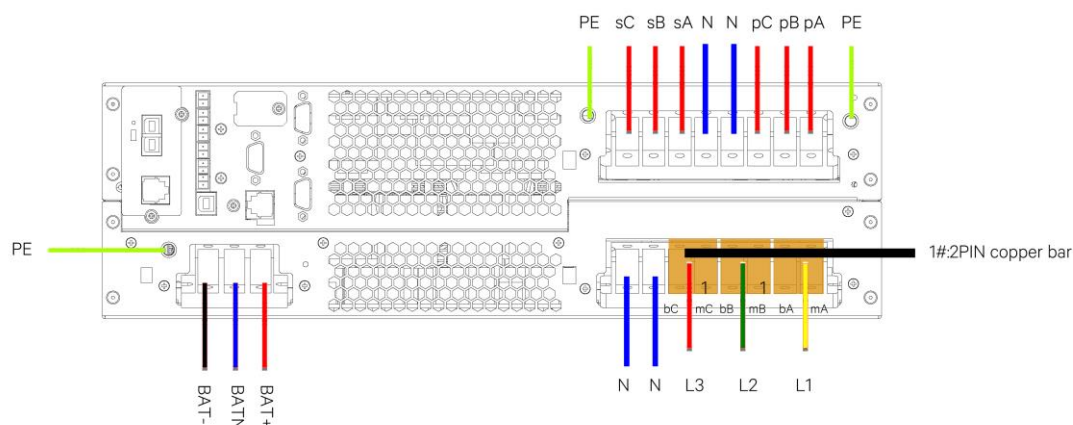 PE sC sB sA N N pC pB pA PE
PE
1#:2PIN copper bar
1 1
bC mC bB mB bA mA
N N L3 L2 L1
BAT-
BATN
BAT+